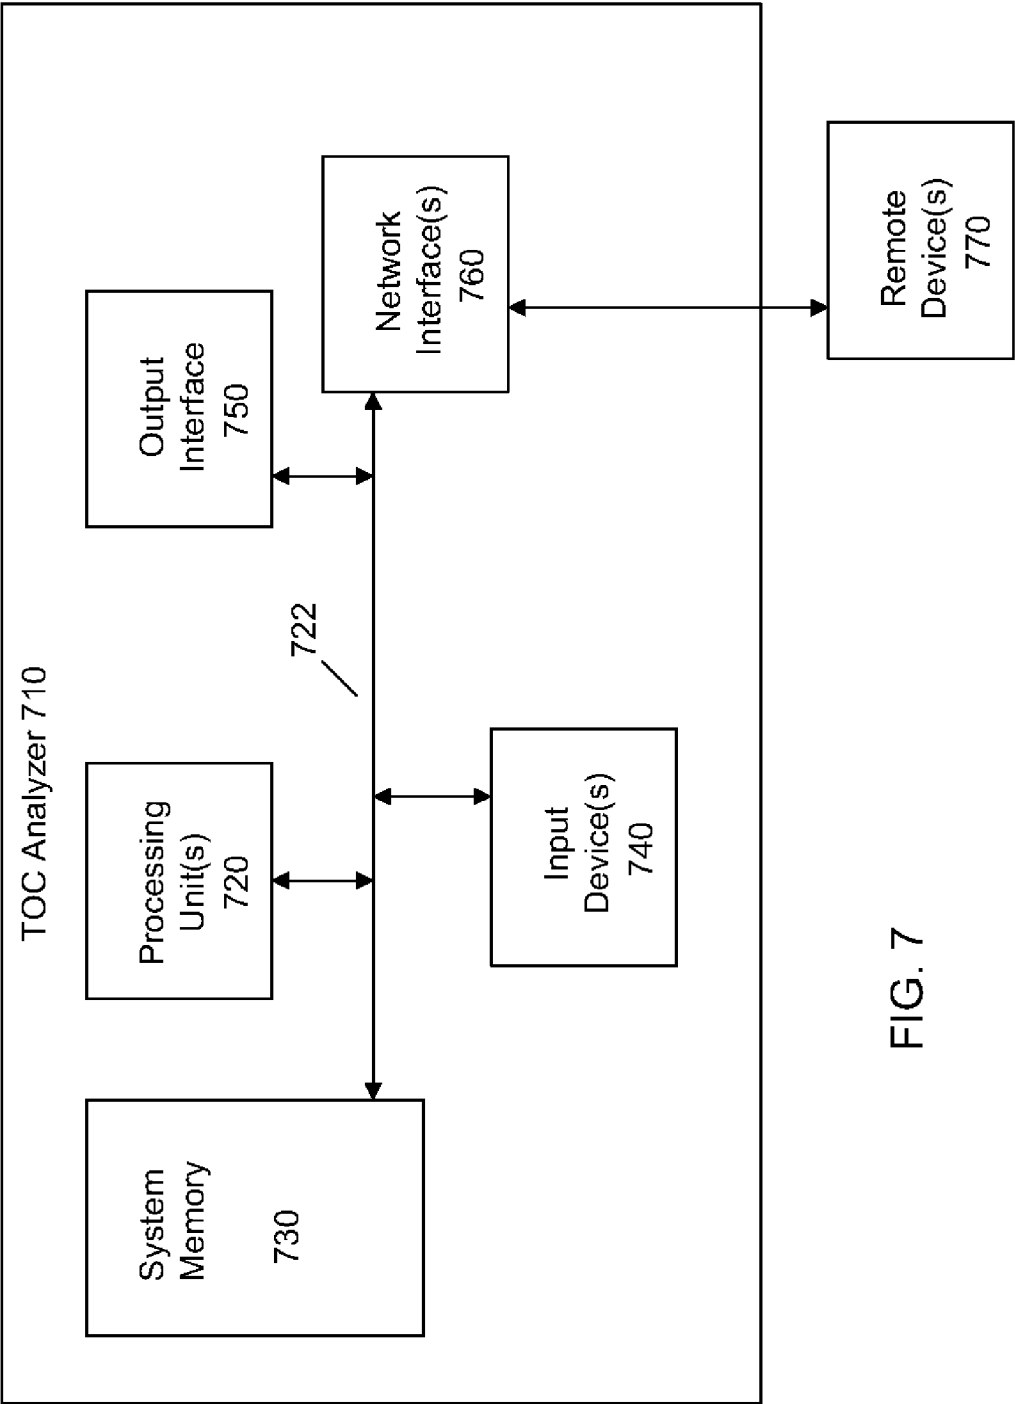 TOC Analyzer 710
System
Memory
730
Processing
Unit(s)
720
Output
Interface
750
722
Network
Interface(s)
760
Input
Device(s)
740
Remote
Device(s)
770
FIG. 7